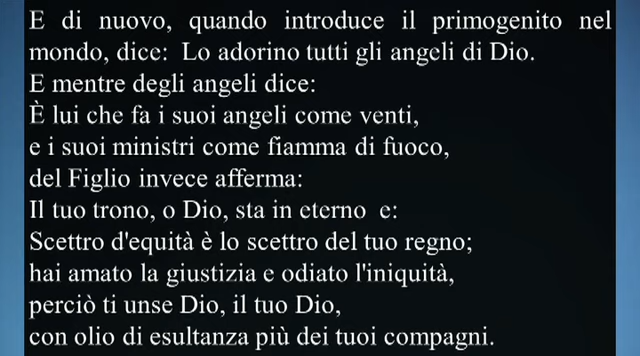 E di nuovo, quando introduce il primogenito nel
mondo, dice: Lo adorino tutti gli angeli di Dio.
E mentre degli angeli dice:
È lui che fa i suoi angeli come venti,
e i suoi ministri come fiamma di fuoco,
del Figlio invece afferma:
Il tuo trono, o Dio, sta in eterno e:
Scettro d'equità è lo scettro del tuo regno;
hai amato la giustizia e odiato l'iniquità,
perciò ti unse Dio, il tuo Dio,
con olio di esultanza più dei tuoi compagni.